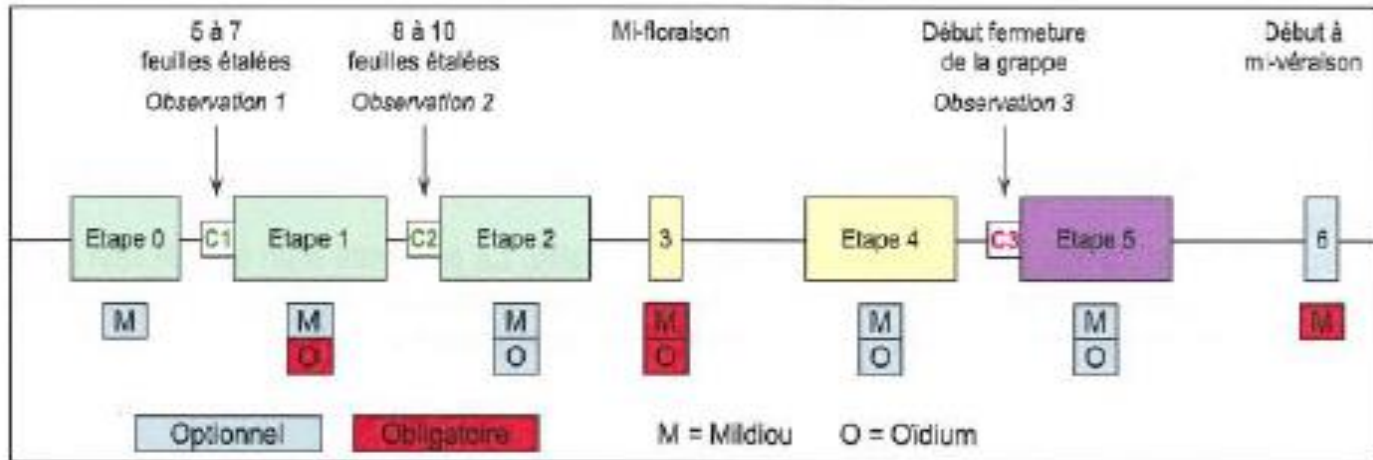 5 à 7
feuilles étalées
Observation 1
8 à 10
feuilles étalées
Observation 2
Mi-floraison
Début fermeture
de la grappe
Observation 3
Début à
mi-véraison
Etape 0
C1
Etape 1
C2
Etape 2
3
Etape 4
C3
Etape 5
6
M
M
O
M
O
M
O
M
O
M
O
M
Optionnel
Obligatoire
M = Mildiou
O = Oïdium